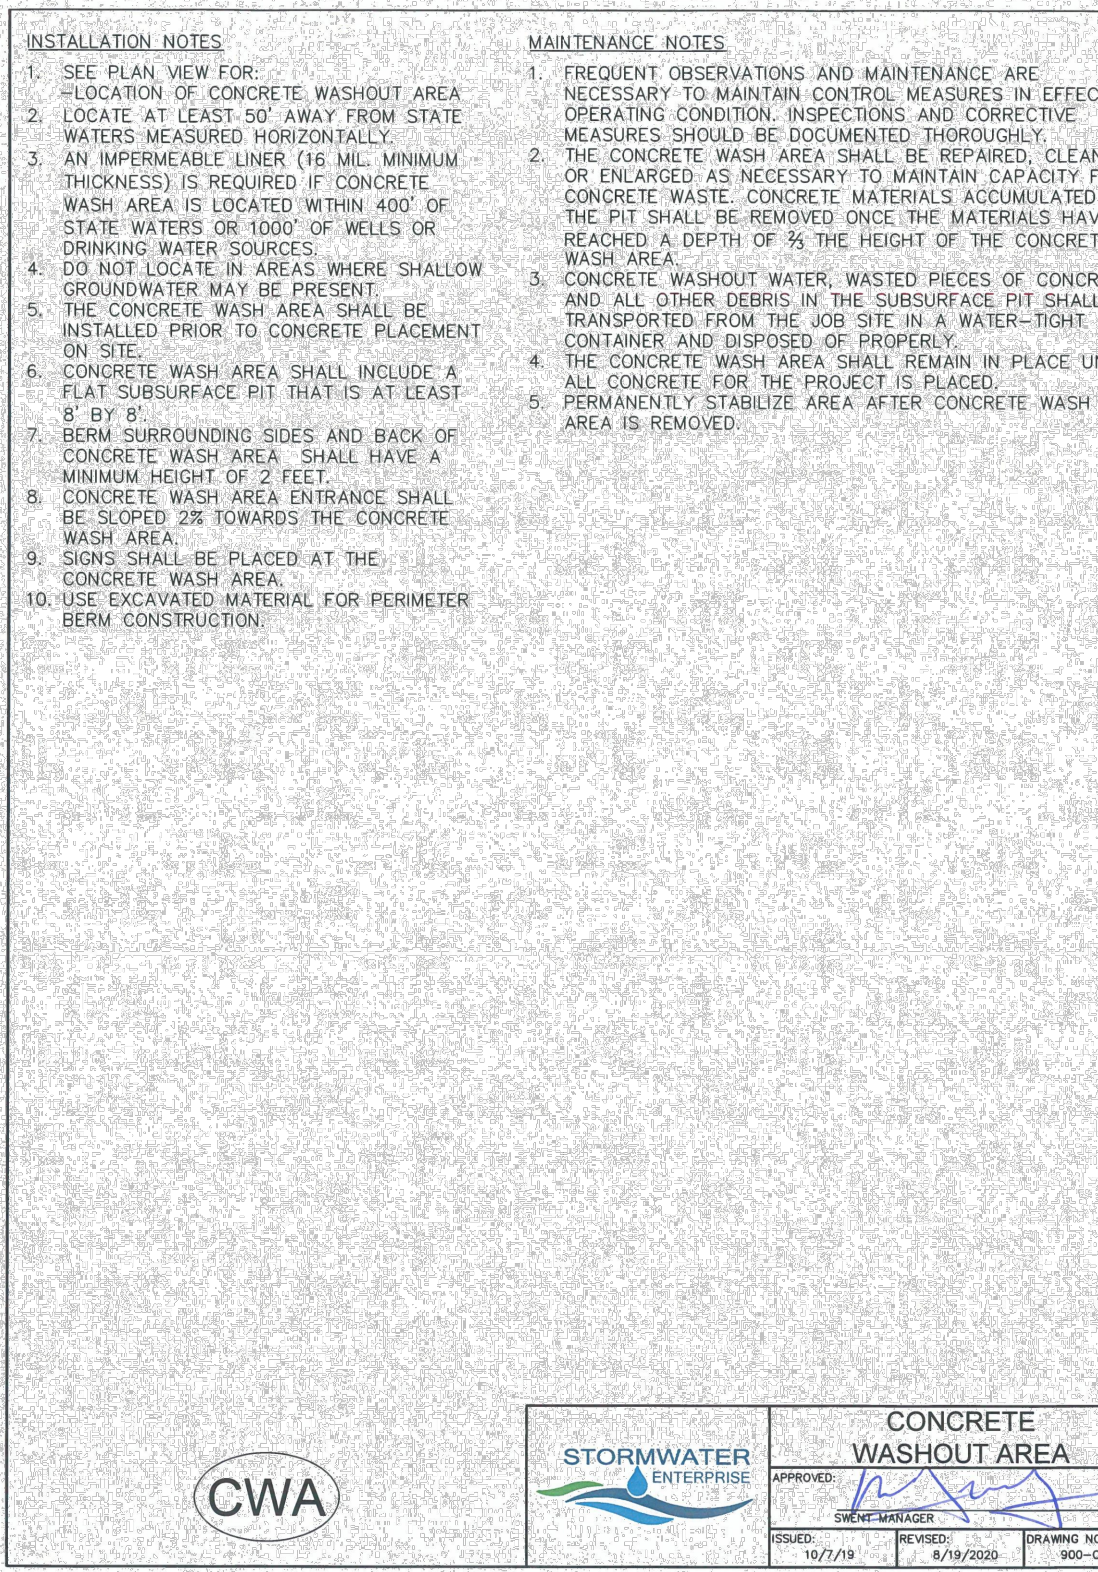 INSTALLATION NOTES
1. SEE PLAN VIEW FOR:
-LOCATION OF CONCRETE WASHOUT AREA
2. LOCATE AT LEAST 50' AWAY FROM STATE
WATERS MEASURED HORIZONTALLY.
3. AN IMPERMEABLE LINER (16 MIL. MINIMUM
THICKNESS) IS REQUIRED IF CONCRETE
WASH AREA IS LOCATED WITHIN 400' OF
STATE WATERS OR 1000' OF WELLS OR
DRINKING WATER SOURCES.
4. DO NOT LOCATE IN AREAS WHERE SHALLOW
GROUNDWATER MAY BE PRESENT.
5. THE CONCRETE WASH AREA SHALL BE
INSTALLED PRIOR TO CONCRETE PLACEMENT
ON SITE.
6. CONCRETE WASH AREA SHALL INCLUDE A
FLAT SUBSURFACE PIT THAT IS AT LEAST
8' BY 8'.
7. BERM SURROUNDING SIDES AND BACK OF
CONCRETE WASH AREA SHALL HAVE A
MINIMUM HEIGHT OF 2 FEET.
8. CONCRETE WASH AREA ENTRANCE SHALL
BE SLOPED 2% TOWARDS THE CONCRETE
WASH AREA.
9. SIGNS SHALL BE PLACED AT THE
CONCRETE WASH AREA.
10. USE EXCAVATED MATERIAL FOR PERIMETER
BERM CONSTRUCTION.
MAINTENANCE NOTES
1. FREQUENT OBSERVATIONS AND MAINTENANCE ARE
NECESSARY TO MAINTAIN CONTROL MEASURES IN EFFEC
OPERATING CONDITION. INSPECTIONS AND CORRECTIVE
MEASURES SHOULD BE DOCUMENTED THOROUGHLY.
2. THE CONCRETE WASH AREA SHALL BE REPAIRED, CLEAN
OR ENLARGED AS NECESSARY TO MAINTAIN CAPACITY F
CONCRETE WASTE. CONCRETE MATERIALS ACCUMULATED
THE PIT SHALL BE REMOVED ONCE THE MATERIALS HAV
REACHED A DEPTH OF ⅔ THE HEIGHT OF THE CONCRET
WASH AREA.
3. CONCRETE WASHOUT WATER, WASTED PIECES OF CONCR
AND ALL OTHER DEBRIS IN THE SUBSURFACE PIT SHALL
TRANSPORTED FROM THE JOB SITE IN A WATER-TIGHT
CONTAINER AND DISPOSED OF PROPERLY.
4. THE CONCRETE WASH AREA SHALL REMAIN IN PLACE UN
ALL CONCRETE FOR THE PROJECT IS PLACED.
5. PERMANENTLY STABILIZE AREA AFTER CONCRETE WASH
AREA IS REMOVED.
CWA
STORMWATER
ENTERPRISE
CONCRETE
WASHOUT AREA
APPROVED:
SWENT MANAGER
ISSUED:
10/7/19
REVISED:
8/19/2020
DRAWING NO
900-C